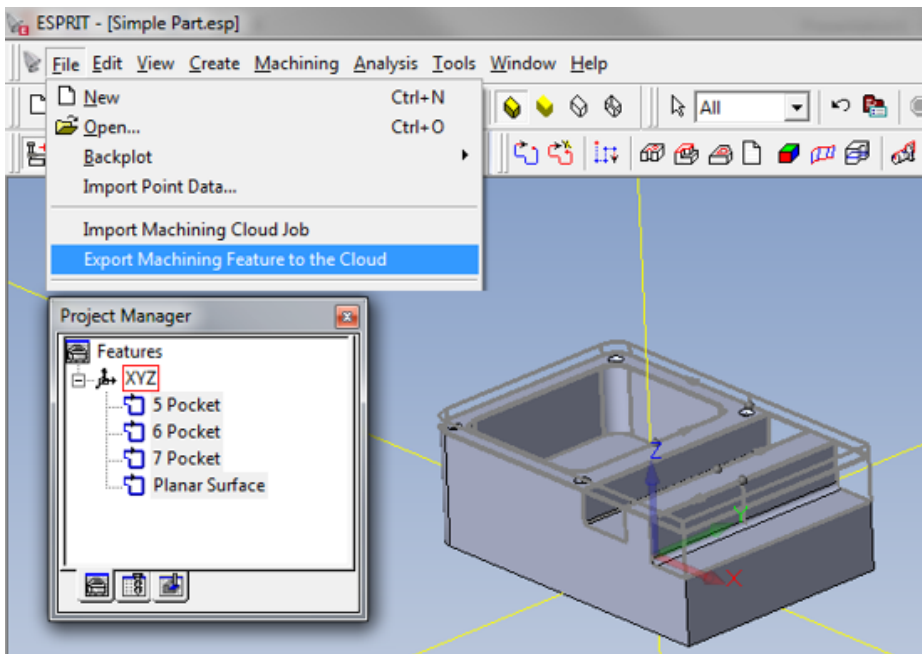 ESPRIT - [Simple Part.esp]
File Edit View Create Machining Analysis Tools Window Help
New Ctrl+N
Open... Ctrl+O
Backplot
Import Point Data...
Import Machining Cloud Job
Export Machining Feature to the Cloud
All
Project Manager
Features
XYZ
5 Pocket
6 Pocket
7 Pocket
Planar Surface
Z
Y
X